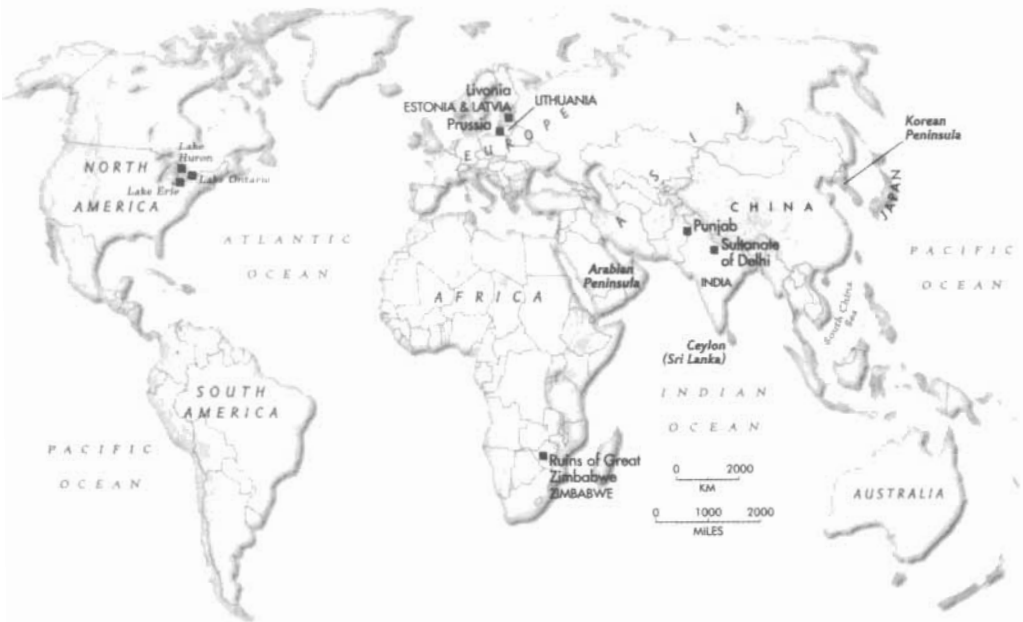 Livonia
ESTONIA & LATVIA
LITHUANIA
Prussia
EUROPE
ASIA
Korean
Peninsula
Lake
Huron
NORTH
Lake Ontario
Lake Erie
AMERICA
CHINA
JAPAN
Punjab
ATLANTIC
OCEAN
Sultanate
of Delhi
PACIFIC
OCEAN
Arabian
Peninsula
INDIA
AFRICA
South China
Sea
Ceylon
(Sri Lanka)
SOUTH
AMERICA
INDIAN
OCEAN
PACIFIC
OCEAN
Ruins of Great
Zimbabwe
ZIMBABWE
0 2000
KM
0 1000 2000
MILES
AUSTRALIA